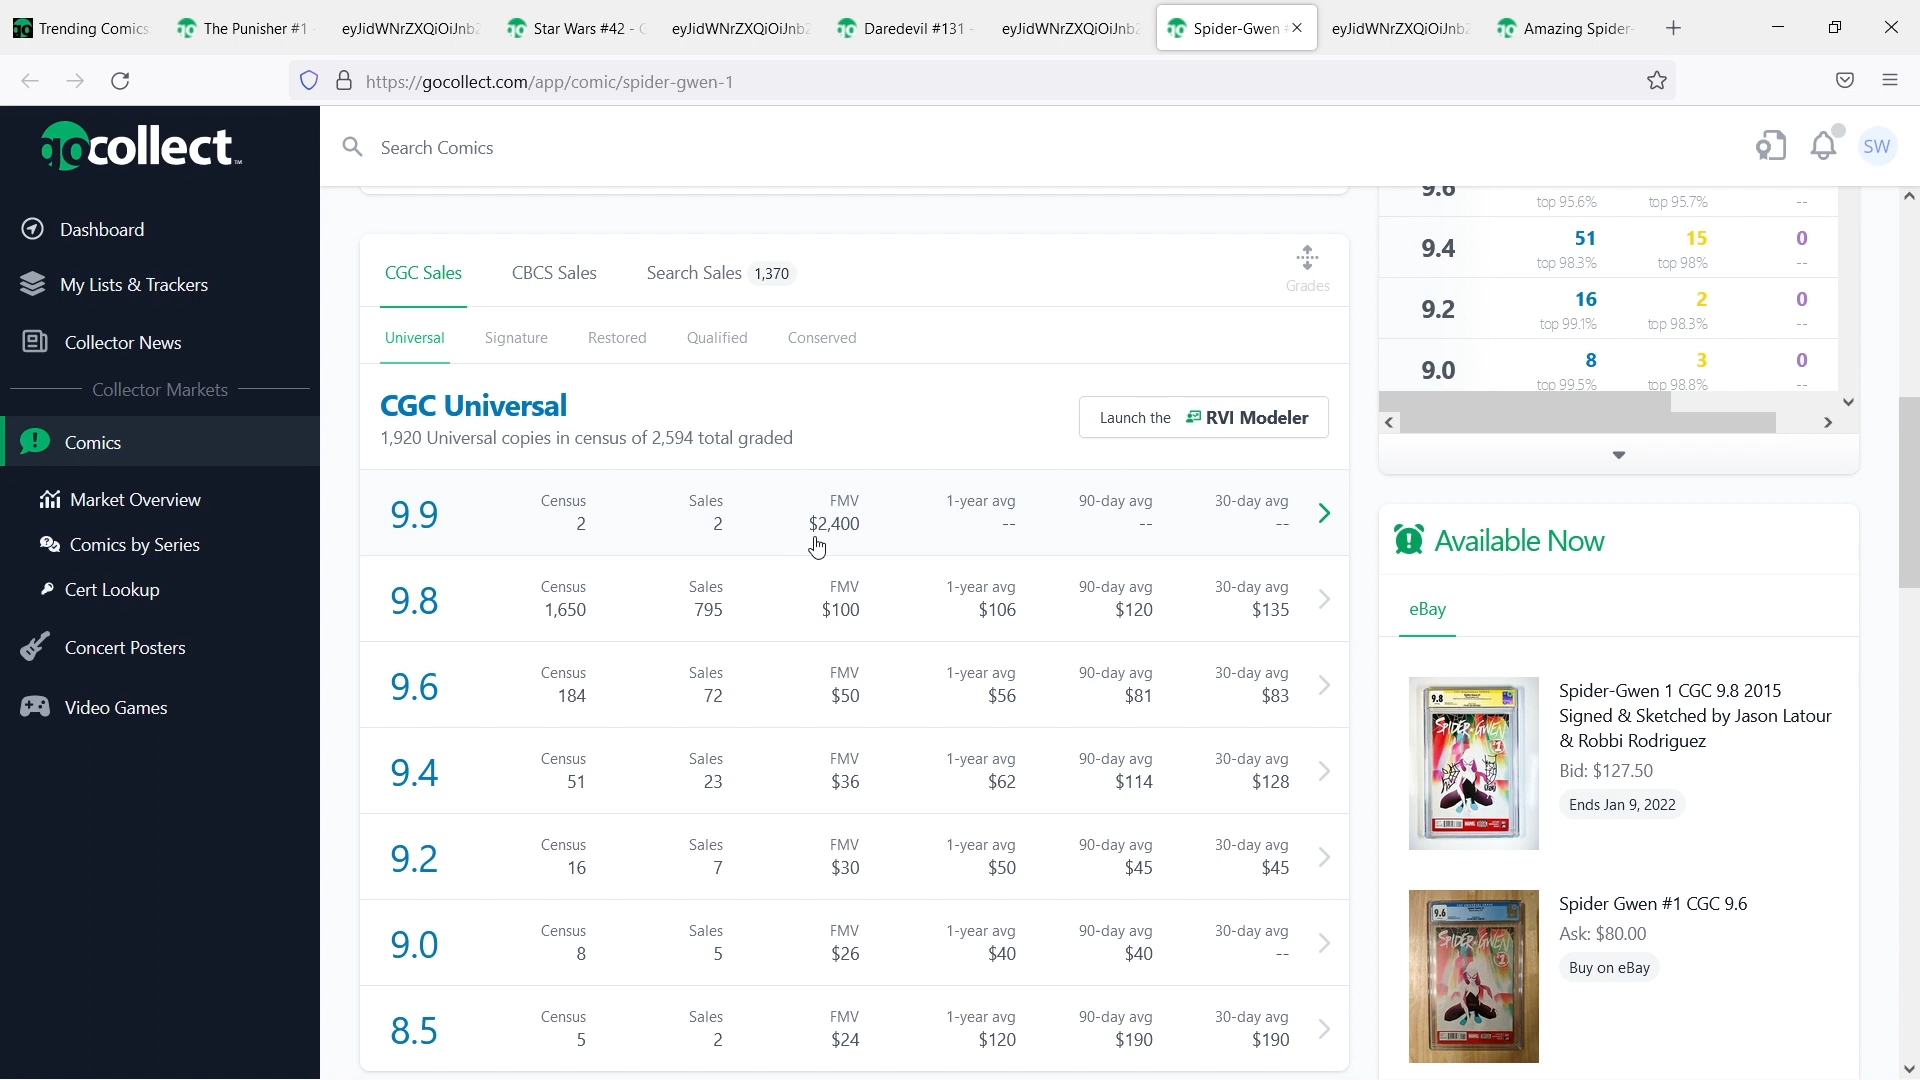 Trending Comics
The Punisher #1
eyJidWNrZXQiOiJnb
Star Wars #42 -
eyJidWNrZXQiOiJnb
Daredevil #131 -
eyJidWNrZXQiOiJnb
Spider-Gwen
eyJidWNrZXQiOiJnb
Amazing Spider-
https://gocollect.com/app/comic/spider-gwen-1
gocollect™
Search Comics
SW
Dashboard
My Lists & Trackers
Collector News
Collector Markets
Comics
Market Overview
Comics by Series
Cert Lookup
Concert Posters
Video Games
CGC Sales
CBCS Sales
Search Sales 1,370
Grades
Universal
Signature
Restored
Qualified
Conserved
CGC Universal
1,920 Universal copies in census of 2,594 total graded
Launch the RVI Modeler
9.9 Census 2 Sales 2 FMV $2,400 1-year avg -- 90-day avg -- 30-day avg --
9.8 Census 1,650 Sales 795 FMV $100 1-year avg $106 90-day avg $120 30-day avg $135
9.6 Census 184 Sales 72 FMV $50 1-year avg $56 90-day avg $81 30-day avg $83
9.4 Census 51 Sales 23 FMV $36 1-year avg $62 90-day avg $114 30-day avg $128
9.2 Census 16 Sales 7 FMV $30 1-year avg $50 90-day avg $45 30-day avg $45
9.0 Census 8 Sales 5 FMV $26 1-year avg $40 90-day avg $40 30-day avg --
8.5 Census 5 Sales 2 FMV $24 1-year avg $120 90-day avg $190 30-day avg $190
9.6 top 95.6% top 95.7% --
9.4 51 15 0
top 98.3% top 98% --
9.2 16 2 0
top 99.1% top 98.3% --
9.0 8 3 0
top 99.5% top 98.8% --
Available Now
eBay
9.8
SPIDER-GWEN
#1
Spider-Gwen 1 CGC 9.8 2015
Signed & Sketched by Jason Latour
& Robbi Rodriguez
Bid: $127.50
Ends Jan 9, 2022
9.6
SPIDER-GWEN
#1
Spider Gwen #1 CGC 9.6
Ask: $80.00
Buy on eBay